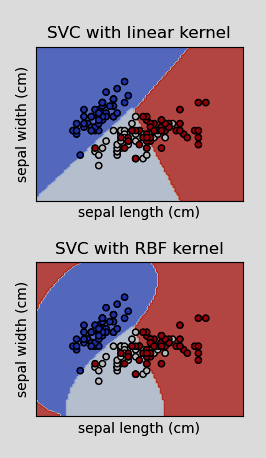 SVC with linear kernel
sepal width (cm)
sepal length (cm)
SVC with RBF kernel
sepal width (cm)
sepal length (cm)